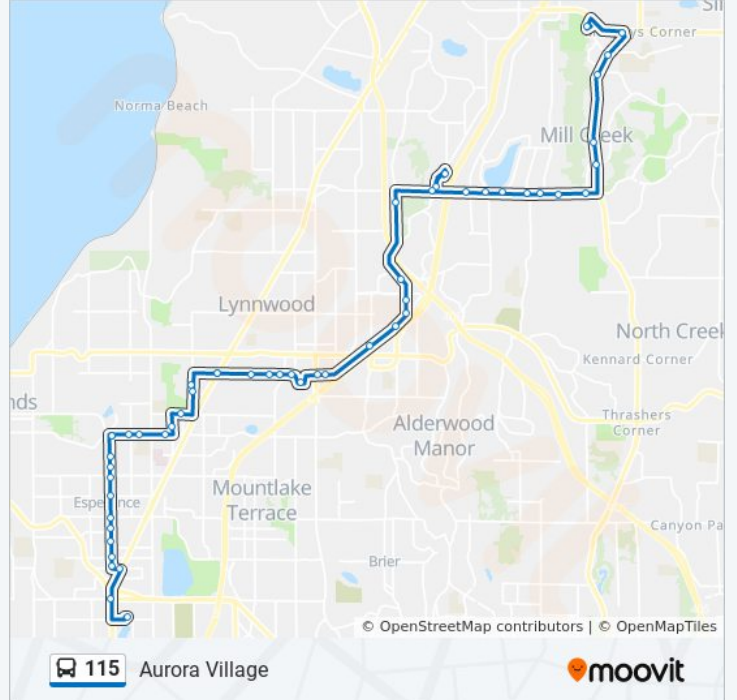 Sil
ys Corner
Norma Beach
Mill Creek
Lynnwood
North Creek
Kennard Corner
nds
Thrashers
Corner
Alderwood
Manor
Mountlake
Terrace
Canyon Pa
Brier
© OpenStreetMap contributors | © OpenMapTiles
115 Aurora Village
moovit